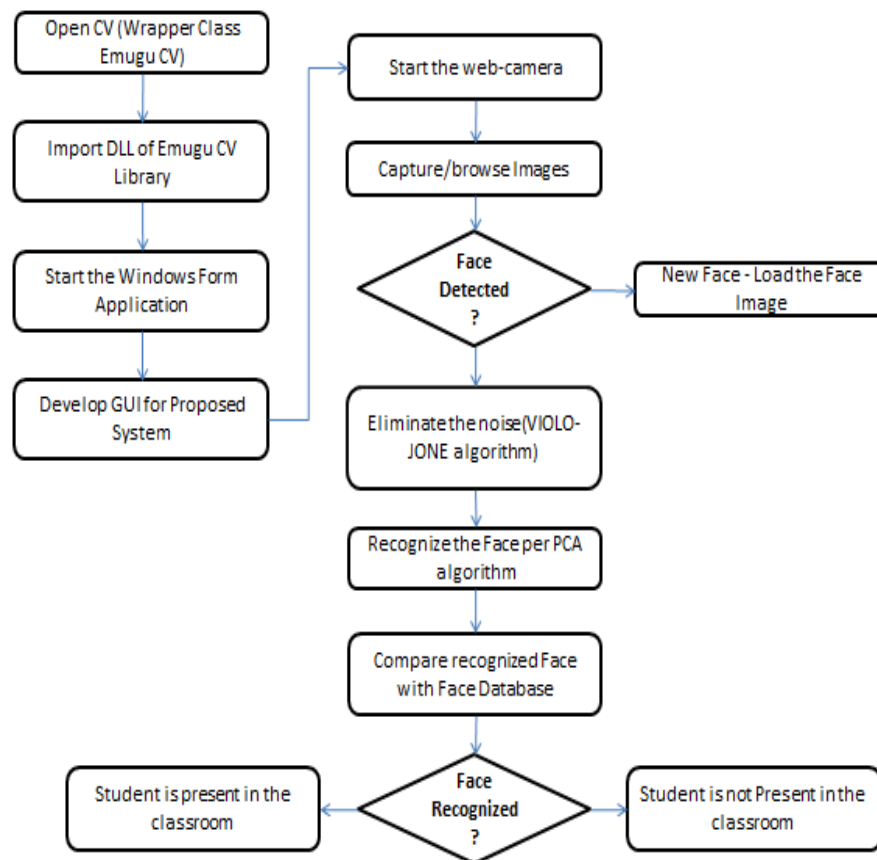 Open CV (Wrapper Class
Emugu CV)
Import DLL of Emugu CV
Library
Start the Windows Form
Application
Develop GUI for Proposed
System
Start the web-camera
Capture/browse Images
Face
Detected
?
New Face - Load the Face
Image
Eliminate the noise(VIOLO-
JONE algorithm)
Recognize the Face per PCA
algorithm
Compare recognized Face
with Face Database
Face
Recognized
?
Student is present in the
classroom
Student is not Present in the
classroom